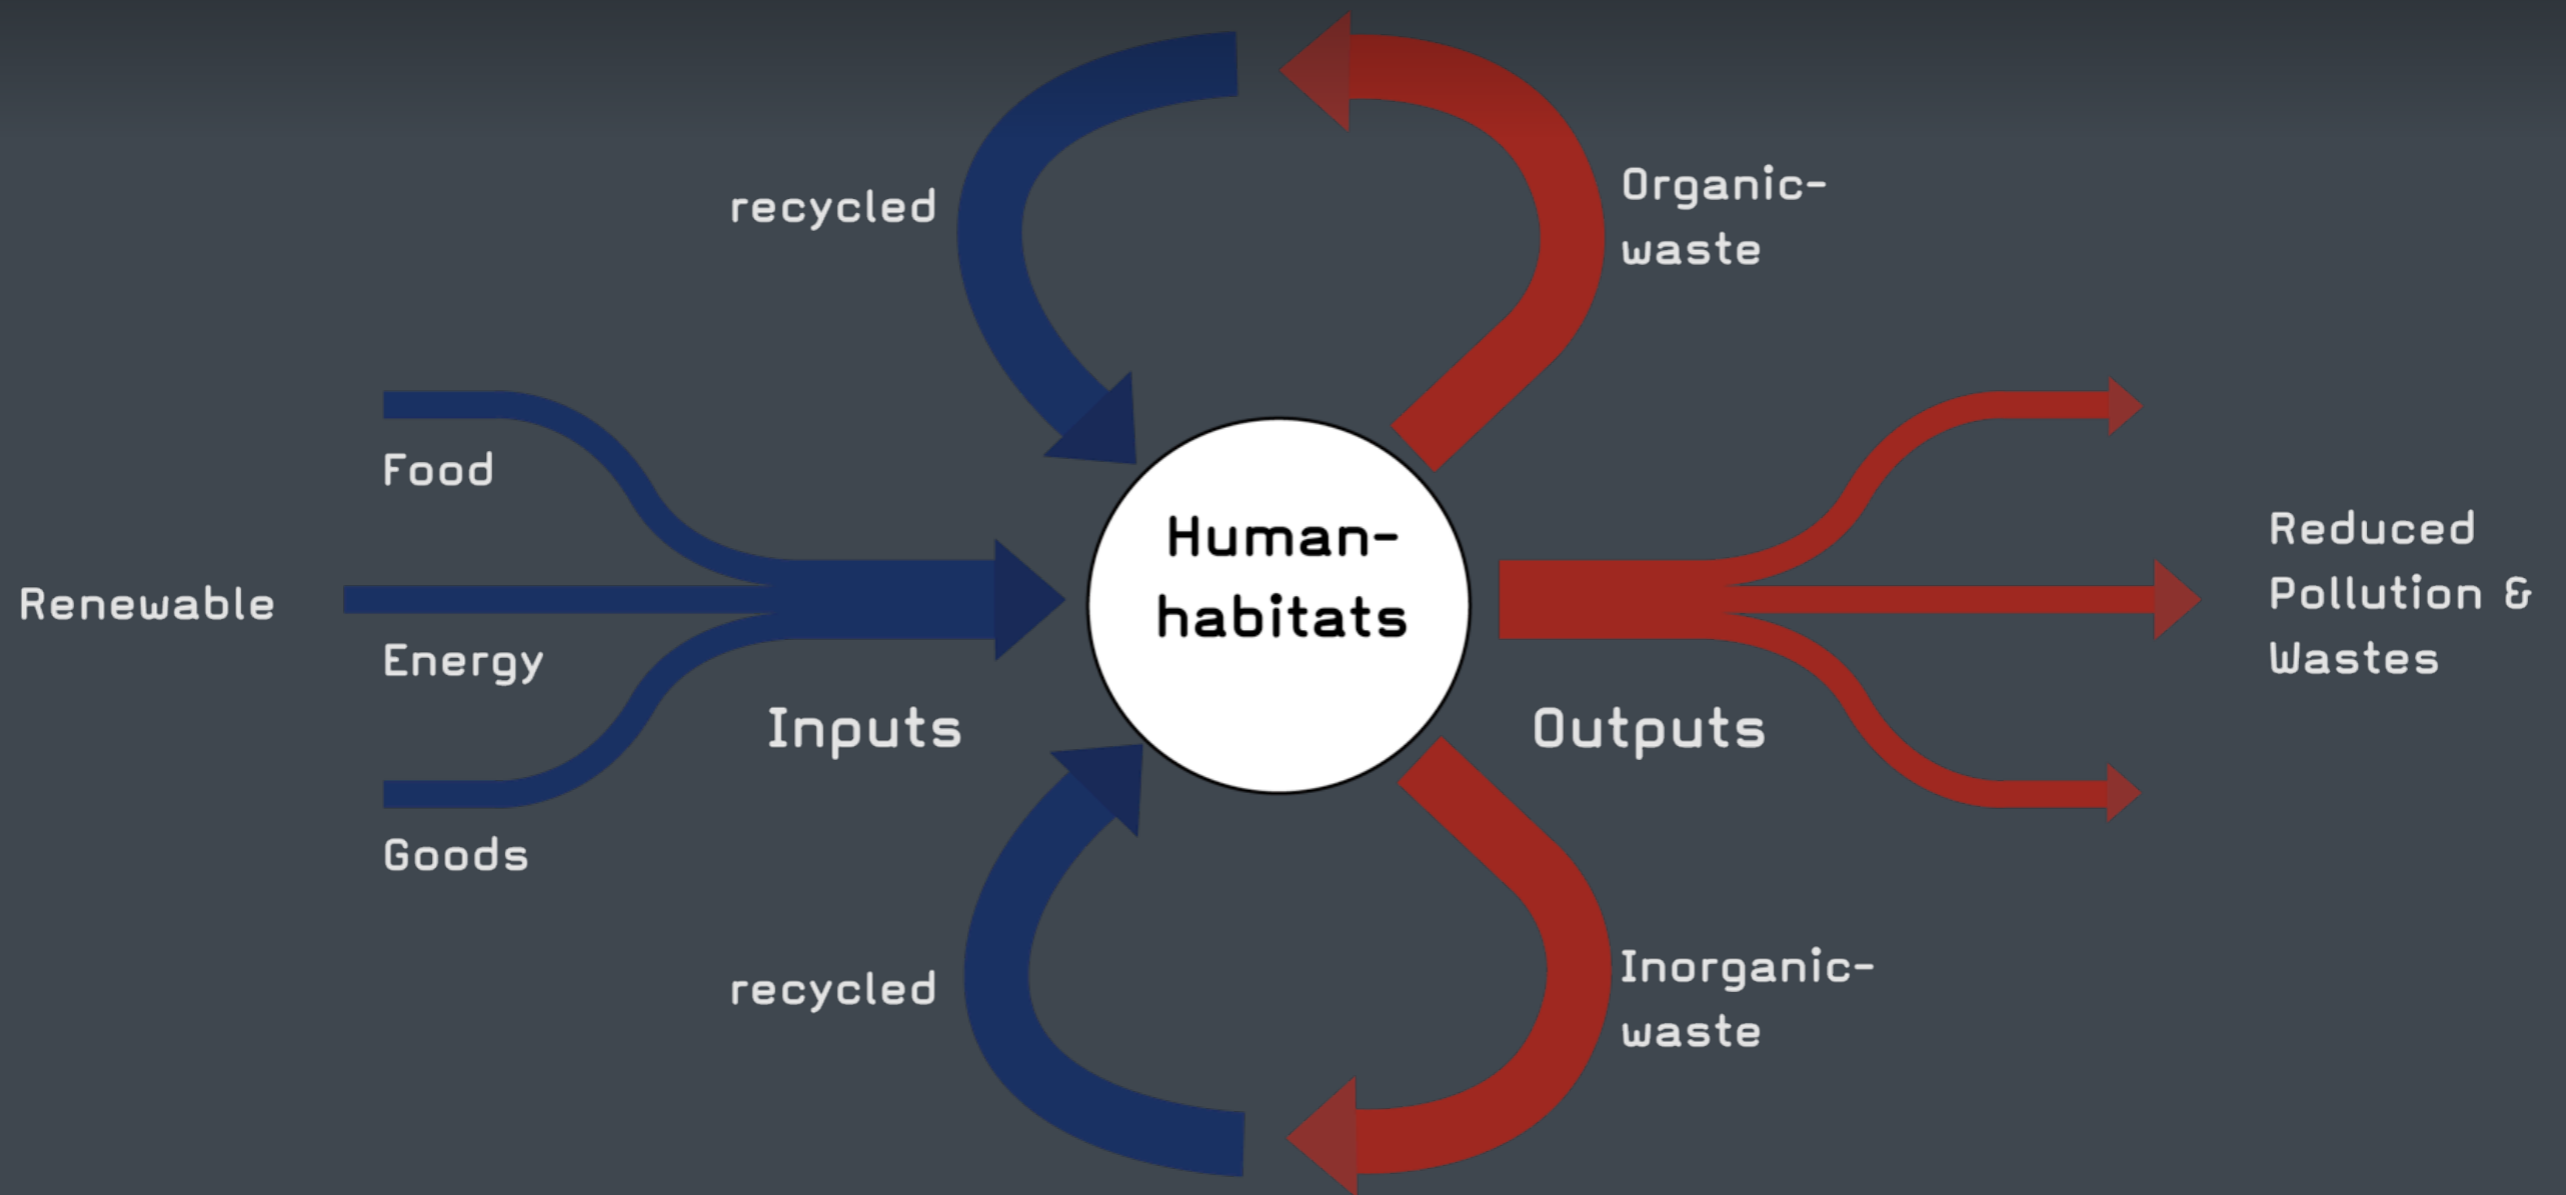 recycled
Organic-
waste
Food
Renewable
Energy
Goods
Inputs
Human-
habitats
Outputs
Reduced
Pollution &
Wastes
recycled
Inorganic-
waste